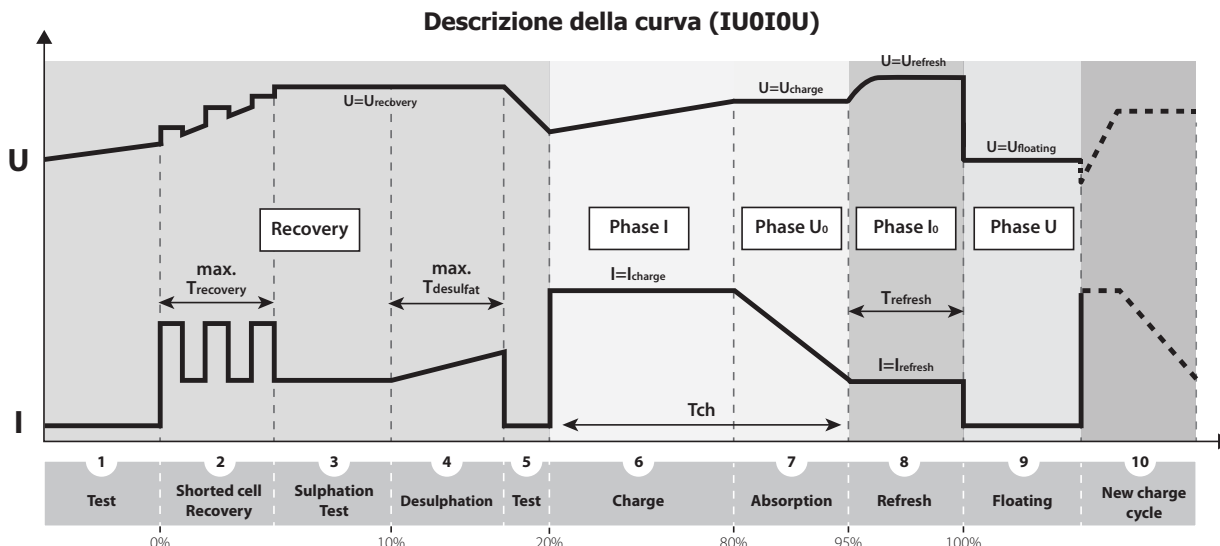 Descrizione della curva (IU0I0U)
U
U=Urecovery
U=Ucharge
U=Urefresh
U=Ufloating
Recovery
Phase I
Phase U0
Phase I0
Phase U
max.
Trecovery
max.
Tdesulfat
I=Icharge
Trefresh
I=Irefresh
Tch
I
1
2
3
4
5
6
7
8
9
10
Test
Shorted cell
Recovery
Sulphation
Test
Desulphation
Test
Charge
Absorption
Refresh
Floating
New charge
cycle
0%
10%
20%
80%
95%
100%